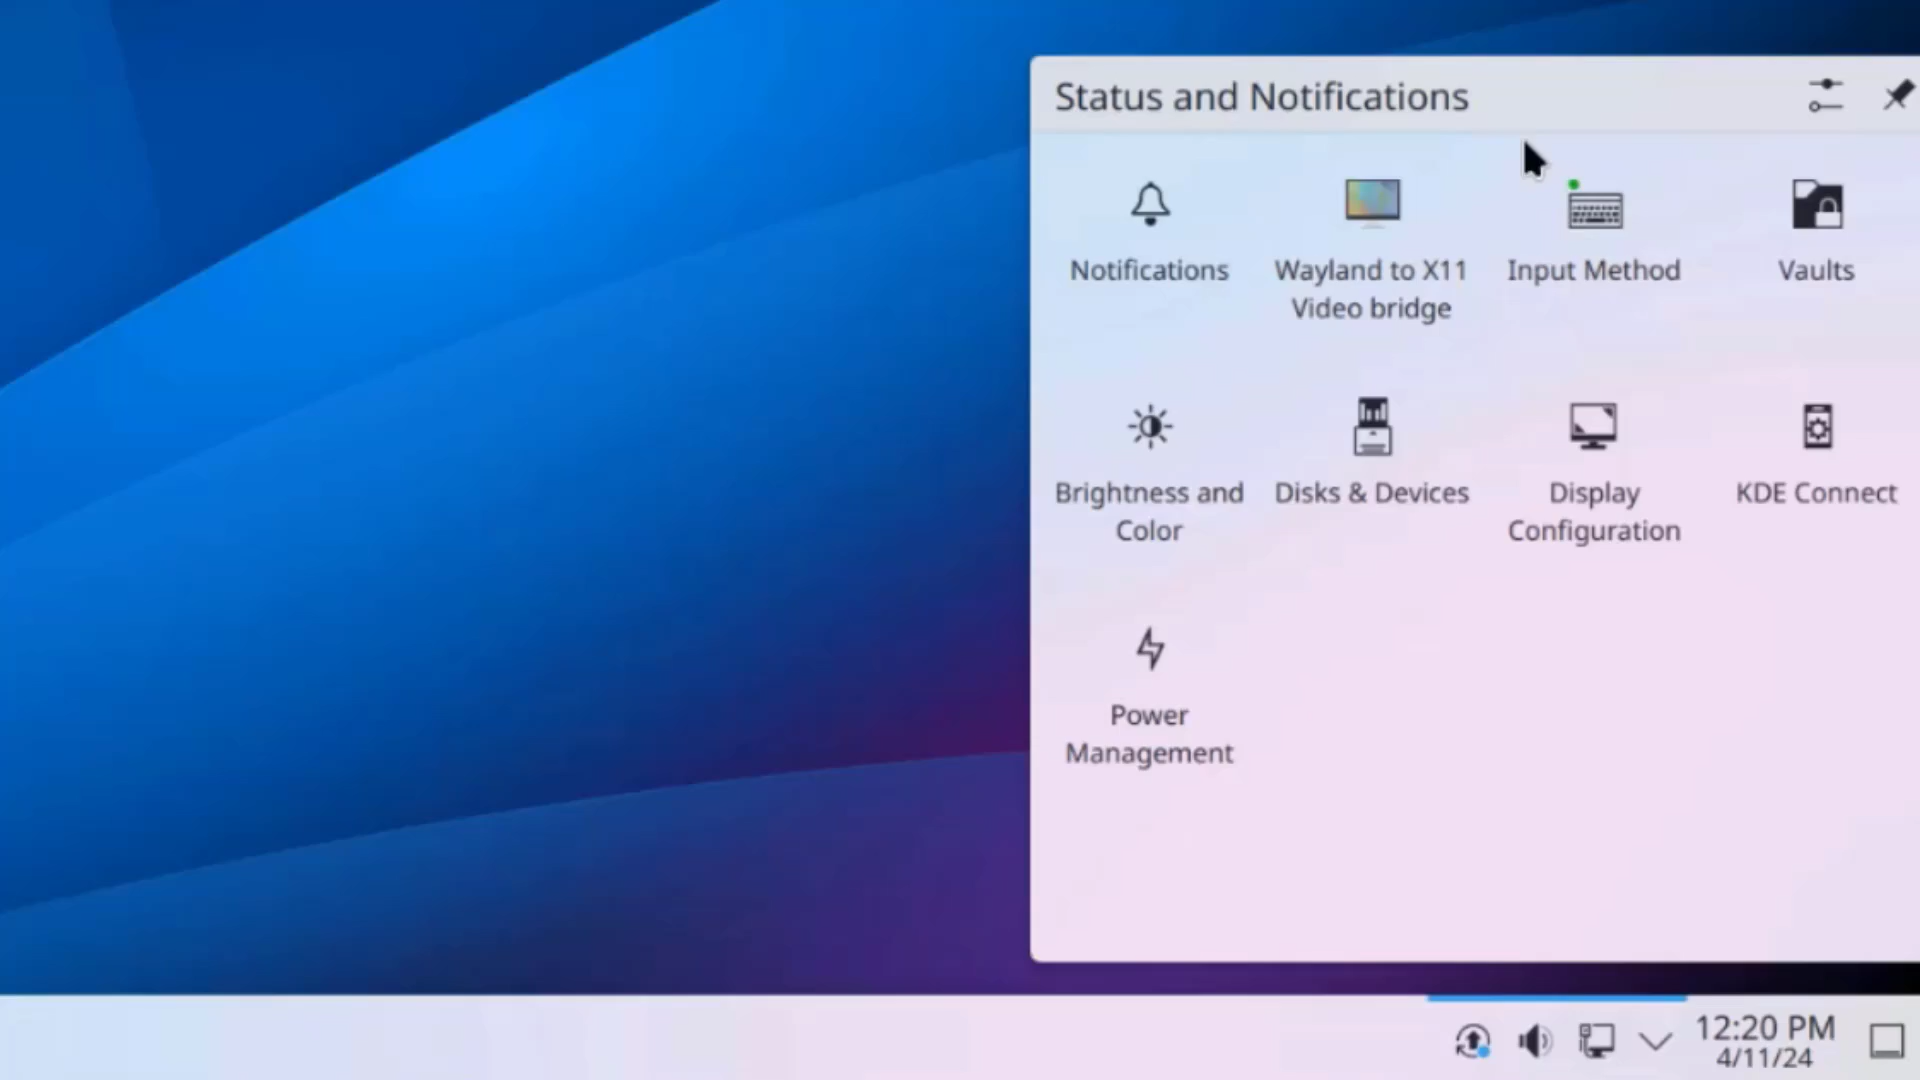 Status and Notifications
Notifications
Wayland to X11
Video bridge
Input Method
Vaults
Brightness and
Color
Disks & Devices
Display
Configuration
KDE Connect
Power
Management
12:20 PM
4/11/24